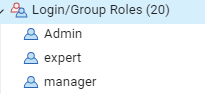 Login/Group Roles (20)
Admin
expert
manager